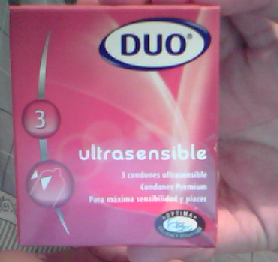 DUO®
3
ultrasensible
3 condones ultrasensible
Condones Premium
Para máxima sensibilidad y placer